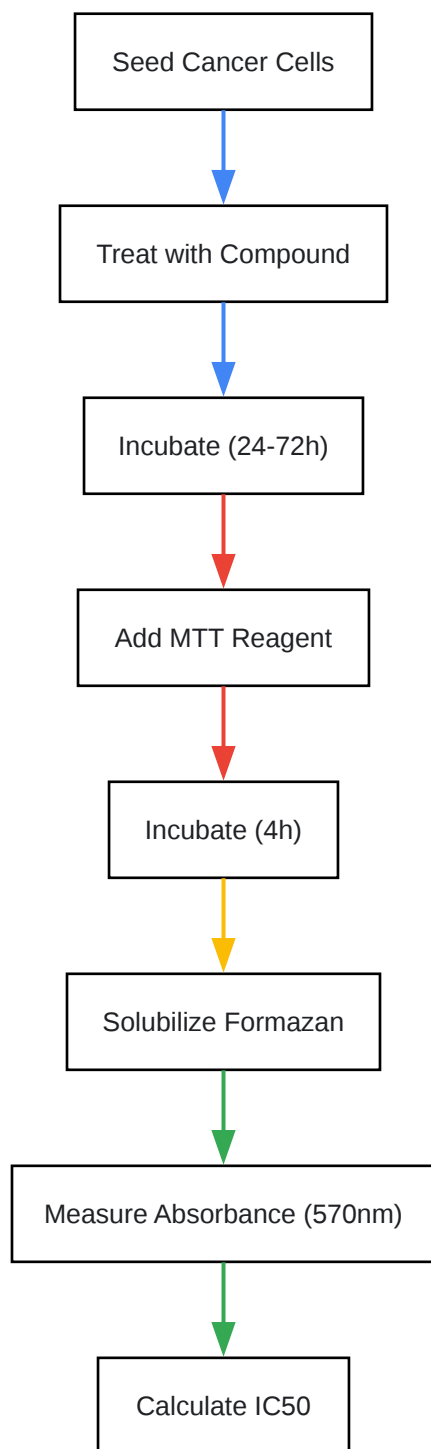 Seed Cancer Cells
Treat with Compound
Incubate (24-72h)
Add MTT Reagent
Incubate (4h)
Solubilize Formazan
Measure Absorbance (570nm)
Calculate IC50